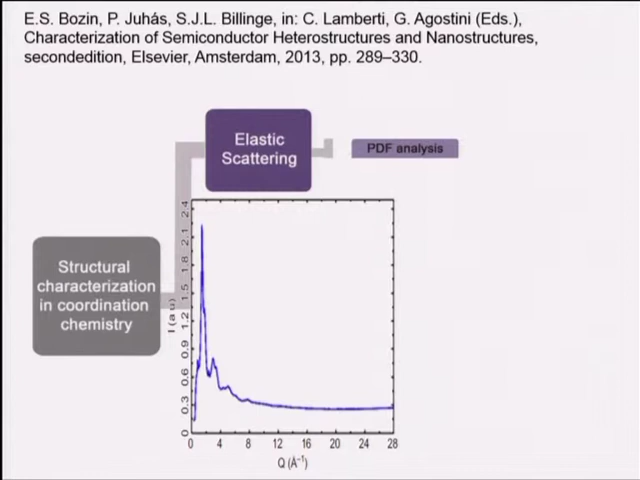 E.S. Bozin, P. Juhás, S.J.L. Billinge, in: C. Lamberti, G. Agostini (Eds.),
Characterization of Semiconductor Heterostructures and Nanostructures,
secondedition, Elsevier, Amsterdam, 2013, pp. 289–330.
Elastic
Scattering
PDF analysis
Structural
characterization
in coordination
chemistry
I (a u)
2.4
2.1
1.8
1.5
1.2
0.9
0.6
0.3
0
0 4 8 12 16 20 24 28
Q (Å⁻¹)